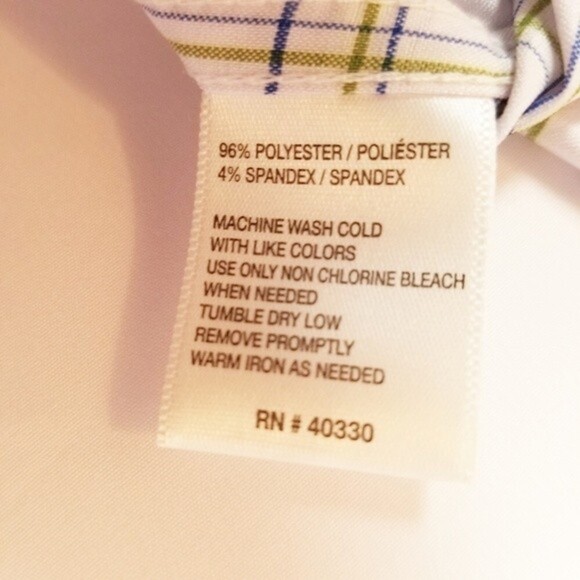 96% POLYESTER / POLIÉSTER
4% SPANDEX / SPANDEX
MACHINE WASH COLD
WITH LIKE COLORS
USE ONLY NON CHLORINE BLEACH
WHEN NEEDED
TUMBLE DRY LOW
REMOVE PROMPTLY
WARM IRON AS NEEDED
RN # 40330